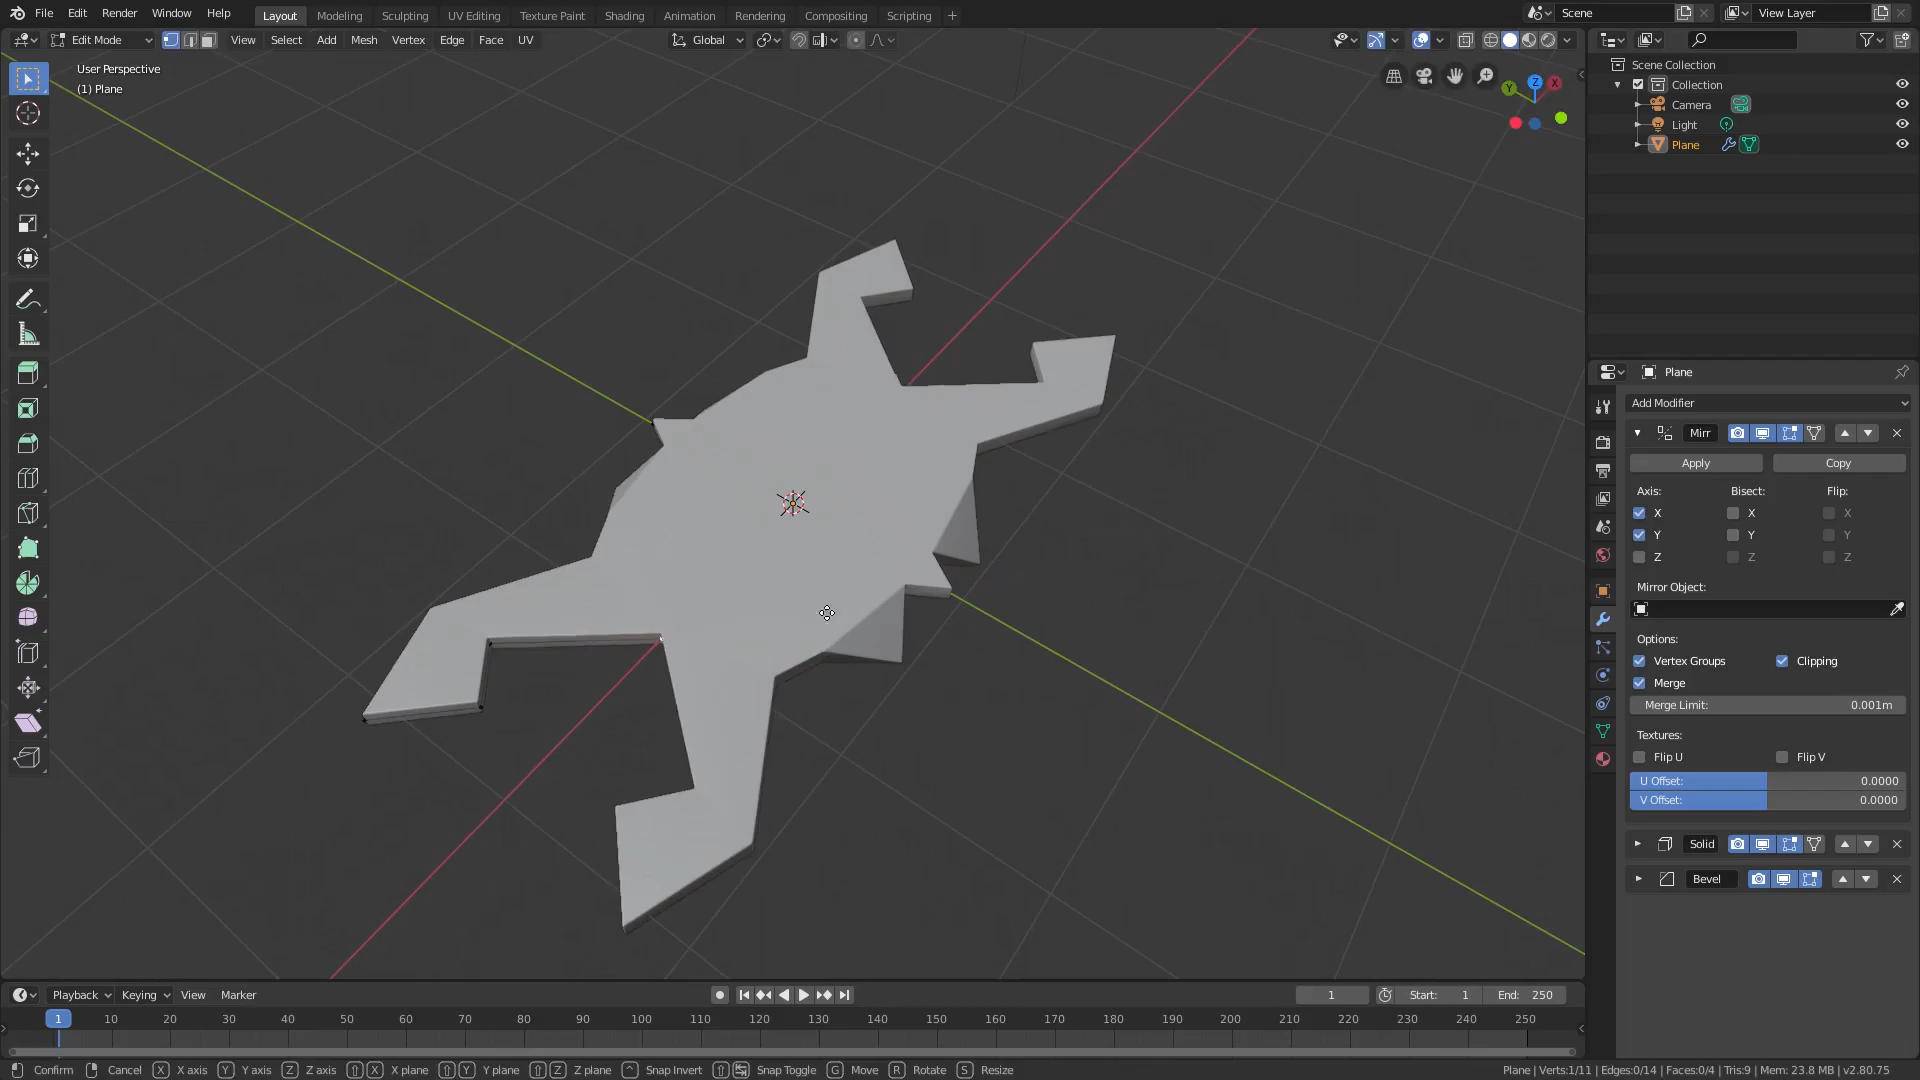 File Edit Render Window Help Layout Modeling Sculpting UV Editing Texture Paint Shading Animation Rendering Compositing Scripting + Scene View Layer
Edit Mode View Select Add Mesh Vertex Edge Face UV Global
User Perspective
(1) Plane
Z X Y
Scene Collection
Collection
Camera
Light
Plane
Plane
Add Modifier
Mirr
Apply Copy
Axis: Bisect: Flip:
X X X
Y Y Y
Z Z Z
Mirror Object:
Options:
Vertex Groups Clipping
Merge
Merge Limit: 0.001m
Textures:
Flip U Flip V
U Offset: 0.0000
V Offset: 0.0000
Solid
Bevel
Playback Keying View Marker 1 Start: 1 End: 250
1 10 20 30 40 50 60 70 80 90 100 110 120 130 140 150 160 170 180 190 200 210 220 230 240 250
Confirm Cancel X X axis Y Y axis Z Z axis X X plane Y Y plane Z Z plane Snap Invert Snap Toggle G Move R Rotate S Resize Plane | Verts:1/11 | Edges:0/14 | Faces:0/4 | Tris:9 | Mem: 23.8 MB | v2.80.75